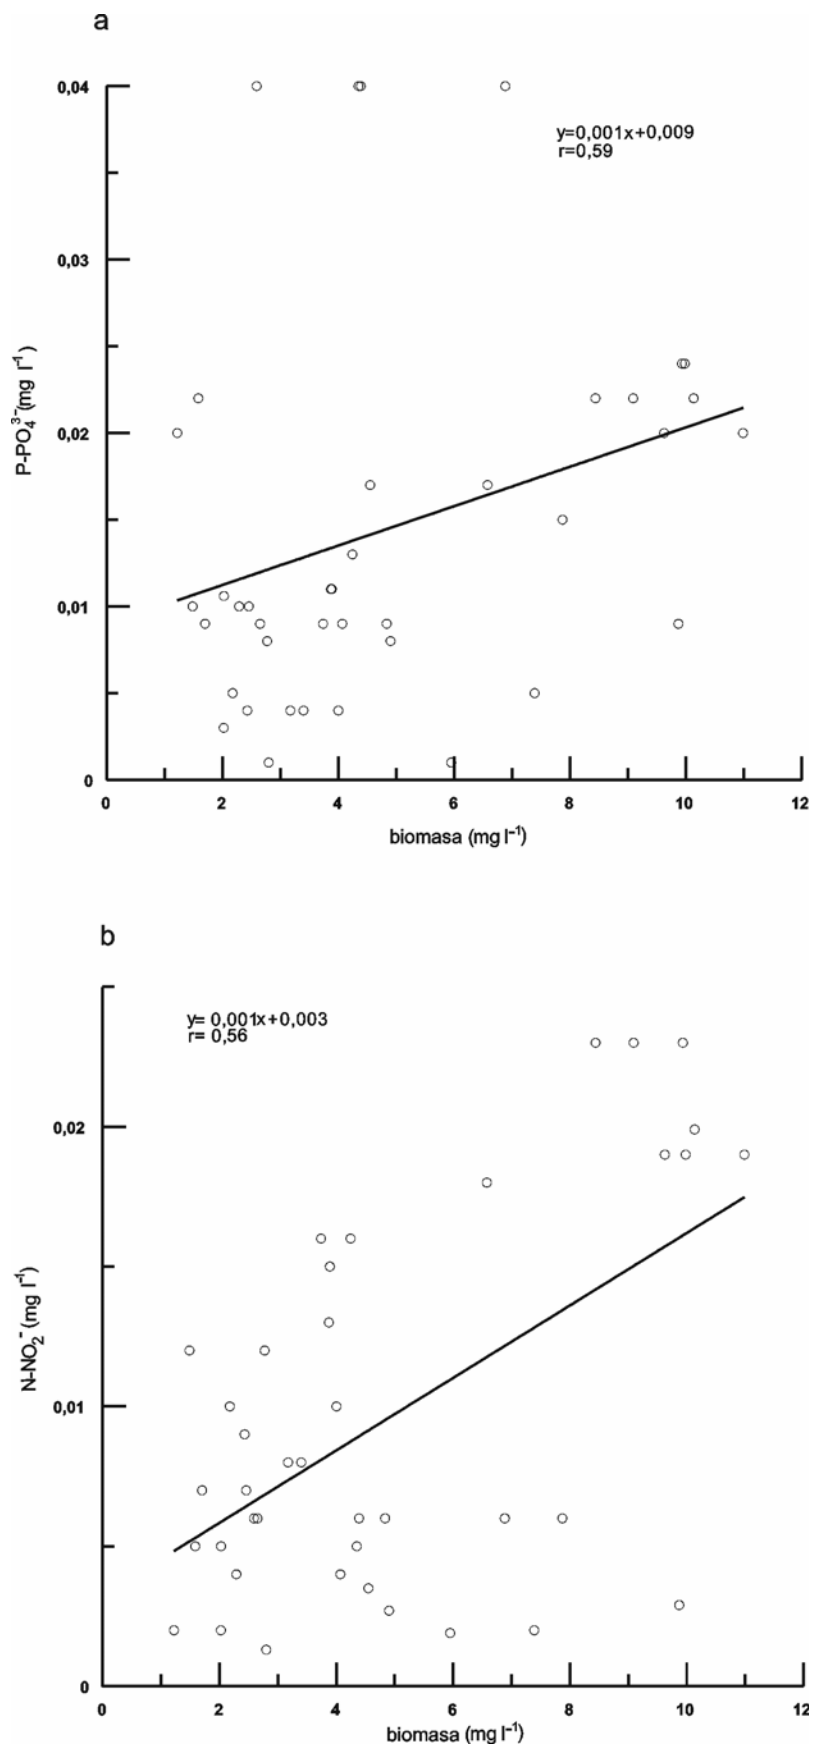 a
0,04
y=0,001x+0,009
r=0,59
0,03
P-PO₄³⁻(mg l⁻¹)
0,02
0,01
0
0 2 4 6 8 10 12
biomasa (mg l⁻¹)
b
y= 0,001x+0,003
r= 0,56
0,02
N-NO₂⁻ (mg l⁻¹)
0,01
0
0 2 4 6 8 10 12
biomasa (mg l⁻¹)